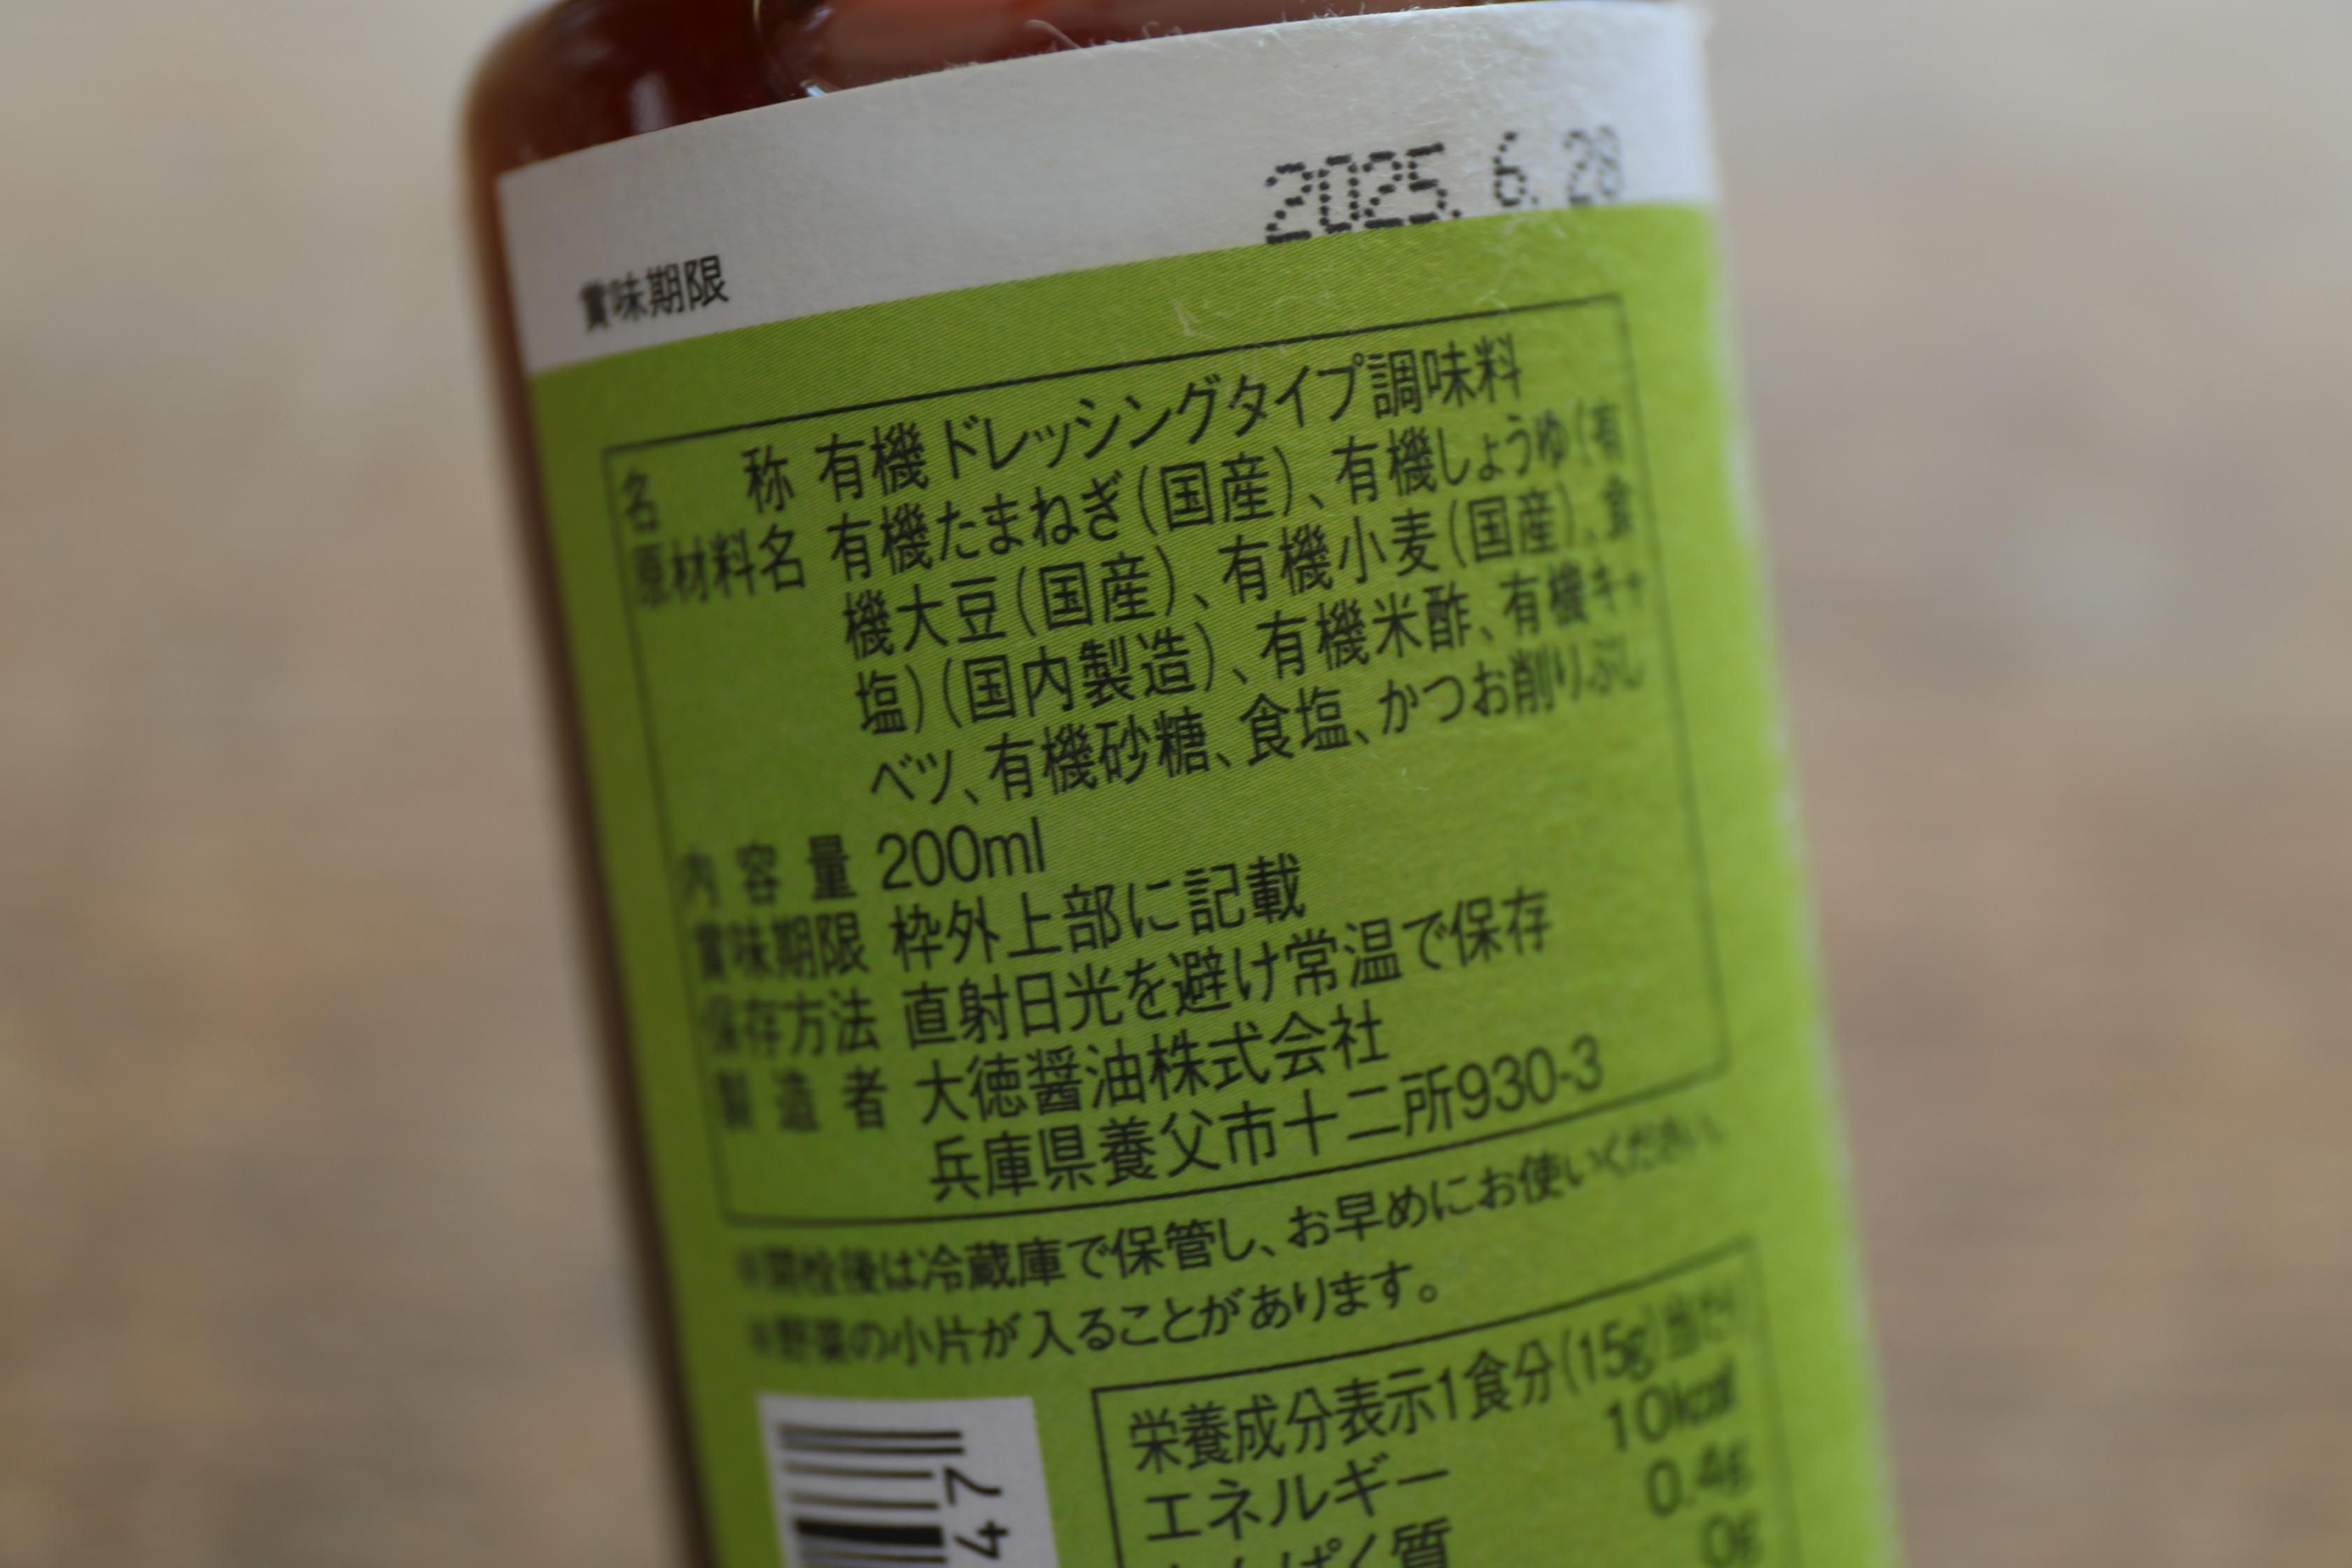 2025. 6. 28
賞味期限
名 称 有機ドレッシングタイプ調味料
原材料名 有機たまねぎ(国産)、有機しょうゆ(有
機大豆(国産)、有機小麦(国産)、食
塩)(国内製造)、有機米酢、有機キャ
ベツ、有機砂糖、食塩、かつお削りぶし
内容量 200ml
賞味期限 枠外上部に記載
保存方法 直射日光を避け常温で保存
製造者 大徳醤油株式会社
兵庫県養父市十二所930-3
※開栓後は冷蔵庫で保管し、お早めにお使いください。
※野菜の小片が入ることがあります。
栄養成分表示1食分(15g)当たり
エネルギー 10kcal
たんぱく質 0.4g
0g
47